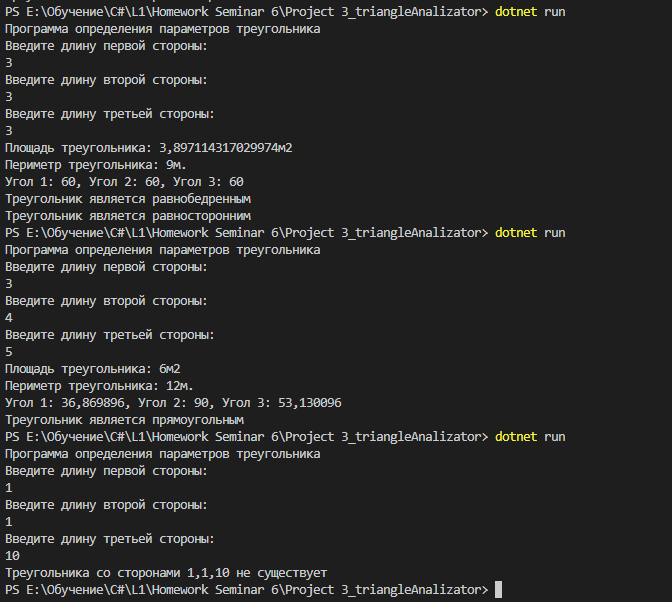 PS E:\Обучение\C#\L1\Homework Seminar 6\Project 3_triangleAnalizator> dotnet run
Программа определения параметров треугольника
Введите длину первой стороны:
3
Введите длину второй стороны:
3
Введите длину третьей стороны:
3
Площадь треугольника: 3,897114317029974м2
Периметр треугольника: 9м.
Угол 1: 60, Угол 2: 60, Угол 3: 60
Треугольник является равнобедренным
Треугольник является равносторонним
PS E:\Обучение\C#\L1\Homework Seminar 6\Project 3_triangleAnalizator> dotnet run
Программа определения параметров треугольника
Введите длину первой стороны:
3
Введите длину второй стороны:
4
Введите длину третьей стороны:
5
Площадь треугольника: 6м2
Периметр треугольника: 12м.
Угол 1: 36,869896, Угол 2: 90, Угол 3: 53,130096
Треугольник является прямоугольным
PS E:\Обучение\C#\L1\Homework Seminar 6\Project 3_triangleAnalizator> dotnet run
Программа определения параметров треугольника
Введите длину первой стороны:
1
Введите длину второй стороны:
1
Введите длину третьей стороны:
10
Треугольника со сторонами 1,1,10 не существует
PS E:\Обучение\C#\L1\Homework Seminar 6\Project 3_triangleAnalizator>